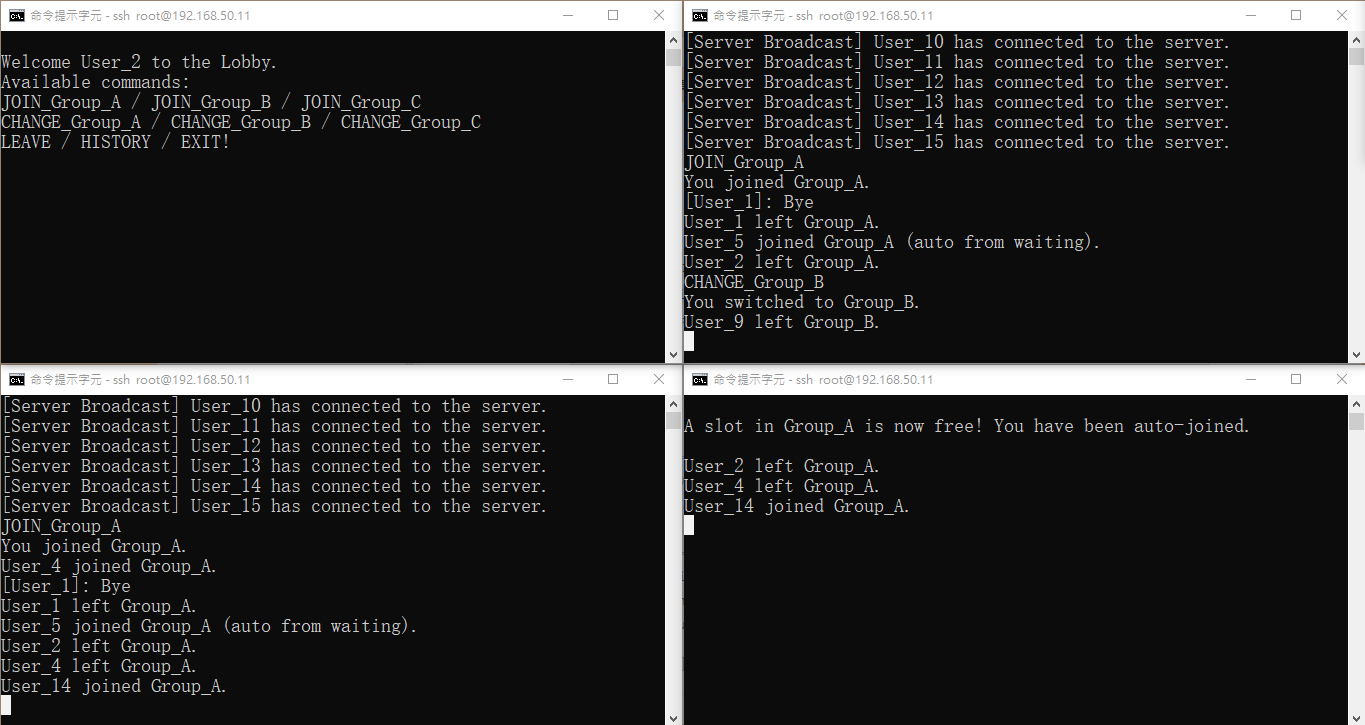 命令提示字元 - ssh root@192.168.50.11
Welcome User_2 to the Lobby.
Available commands:
JOIN_Group_A / JOIN_Group_B / JOIN_Group_C
CHANGE_Group_A / CHANGE_Group_B / CHANGE_Group_C
LEAVE / HISTORY / EXIT!
命令提示字元 - ssh root@192.168.50.11
[Server Broadcast] User_10 has connected to the server.
[Server Broadcast] User_11 has connected to the server.
[Server Broadcast] User_12 has connected to the server.
[Server Broadcast] User_13 has connected to the server.
[Server Broadcast] User_14 has connected to the server.
[Server Broadcast] User_15 has connected to the server.
JOIN_Group_A
You joined Group_A.
[User_1]: Bye
User_1 left Group_A.
User_5 joined Group_A (auto from waiting).
User_2 left Group_A.
CHANGE_Group_B
You switched to Group_B.
User_9 left Group_B.
命令提示字元 - ssh root@192.168.50.11
[Server Broadcast] User_10 has connected to the server.
[Server Broadcast] User_11 has connected to the server.
[Server Broadcast] User_12 has connected to the server.
[Server Broadcast] User_13 has connected to the server.
[Server Broadcast] User_14 has connected to the server.
[Server Broadcast] User_15 has connected to the server.
JOIN_Group_A
You joined Group_A.
User_4 joined Group_A.
[User_1]: Bye
User_1 left Group_A.
User_5 joined Group_A (auto from waiting).
User_2 left Group_A.
User_4 left Group_A.
User_14 joined Group_A.
命令提示字元 - ssh root@192.168.50.11
A slot in Group_A is now free! You have been auto-joined.
User_2 left Group_A.
User_4 left Group_A.
User_14 joined Group_A.